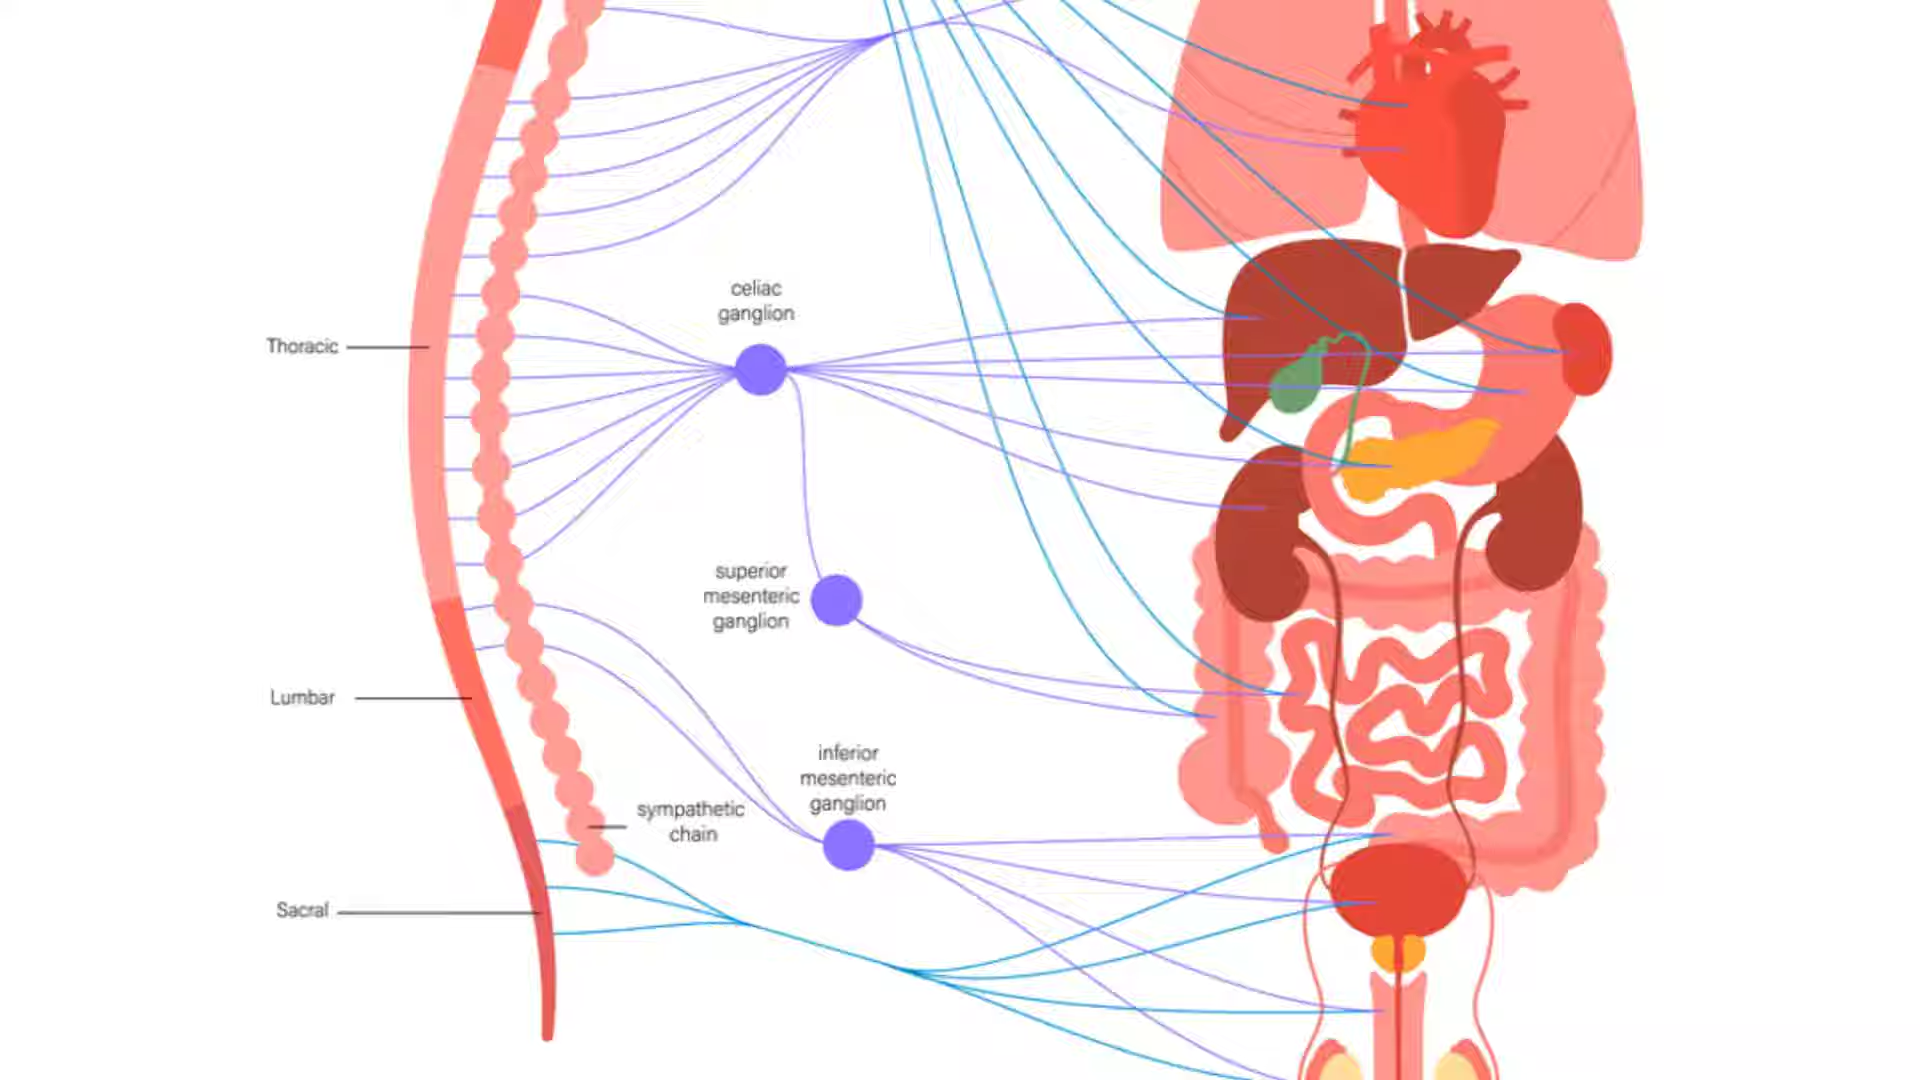 celiac
ganglion
Thoracic
superior
mesenteric
ganglion
Lumbar
inferior
mesenteric
ganglion
sympathetic
chain
Sacral